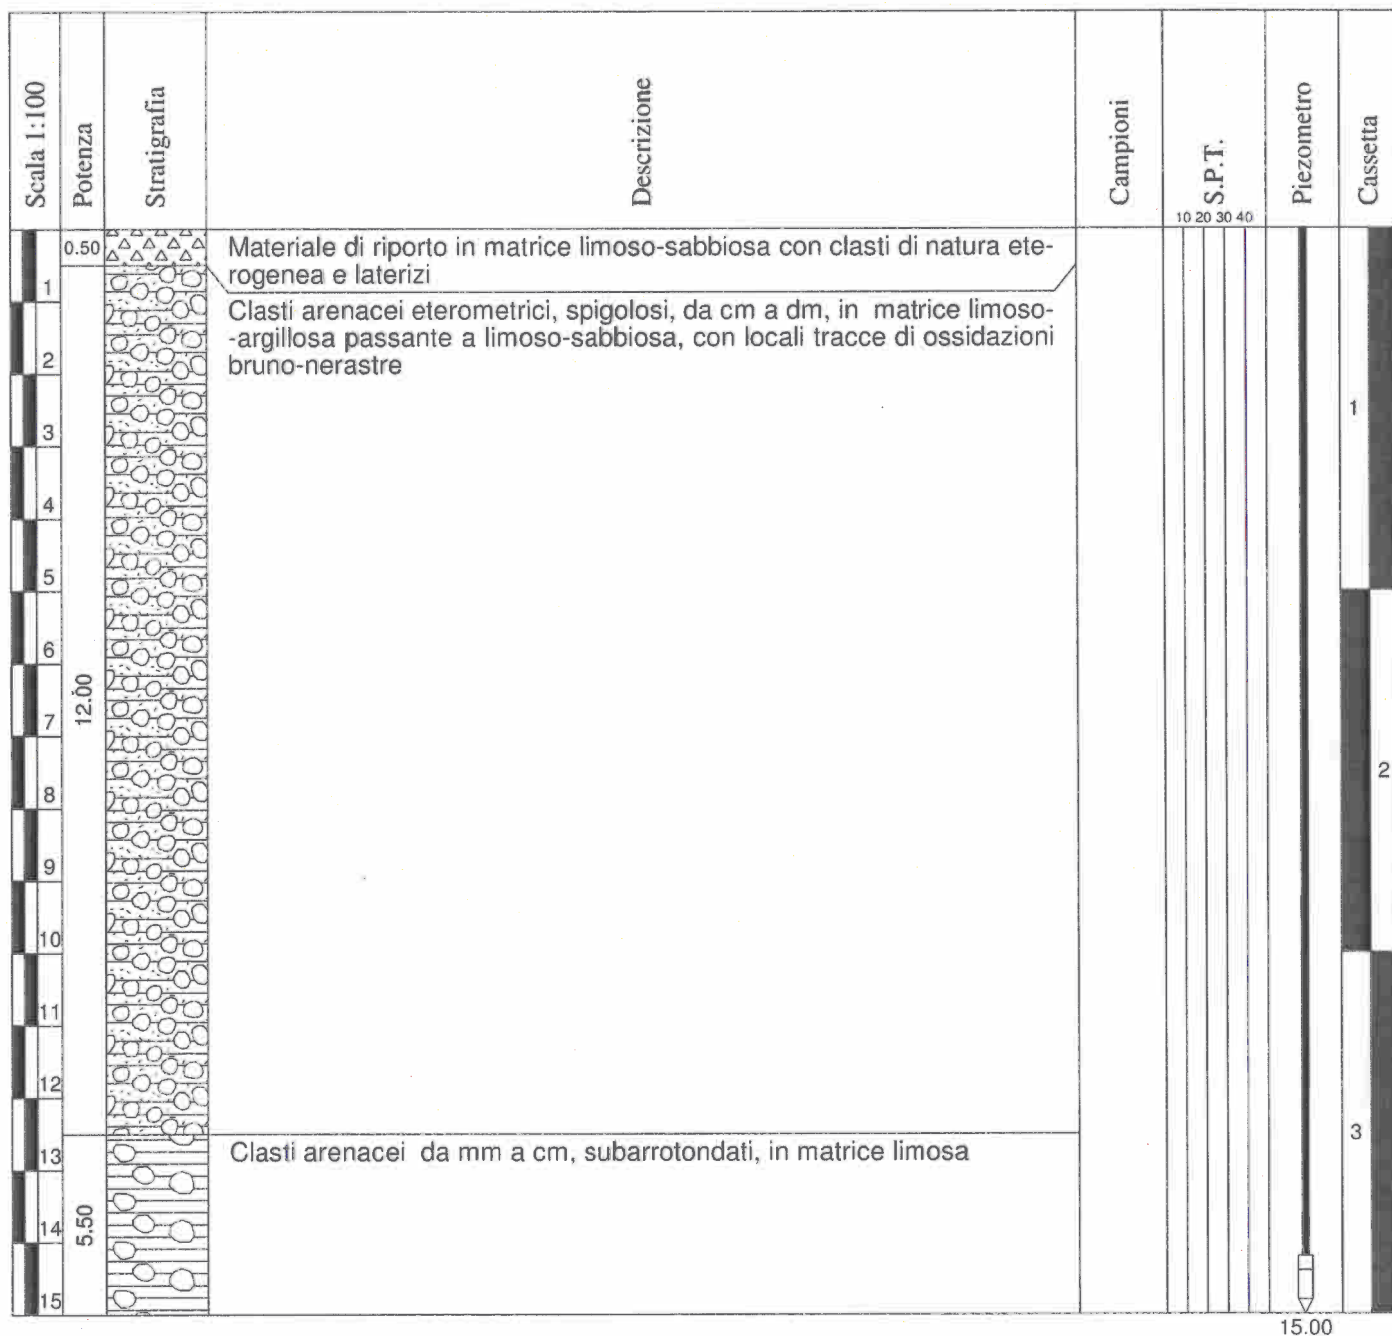 Scala 1:100
Potenza
Stratigrafia
Descrizione
Campioni
S.P.T.
10 20 30 40
Piezometro
Cassetta
0.50
Materiale di riporto in matrice limoso-sabbiosa con clasti di natura ete-
rogenea e laterizi
Clasti arenacei eterometrici, spigolosi, da cm a dm, in matrice limoso-
-argillosa passante a limoso-sabbiosa, con locali tracce di ossidazioni
bruno-nerastre
1
2
3
4
5
6
7
8
9
10
11
12
13
14
15
12.00
1
2
3
Clasti arenacei da mm a cm, subarrotondati, in matrice limosa
5.50
15.00